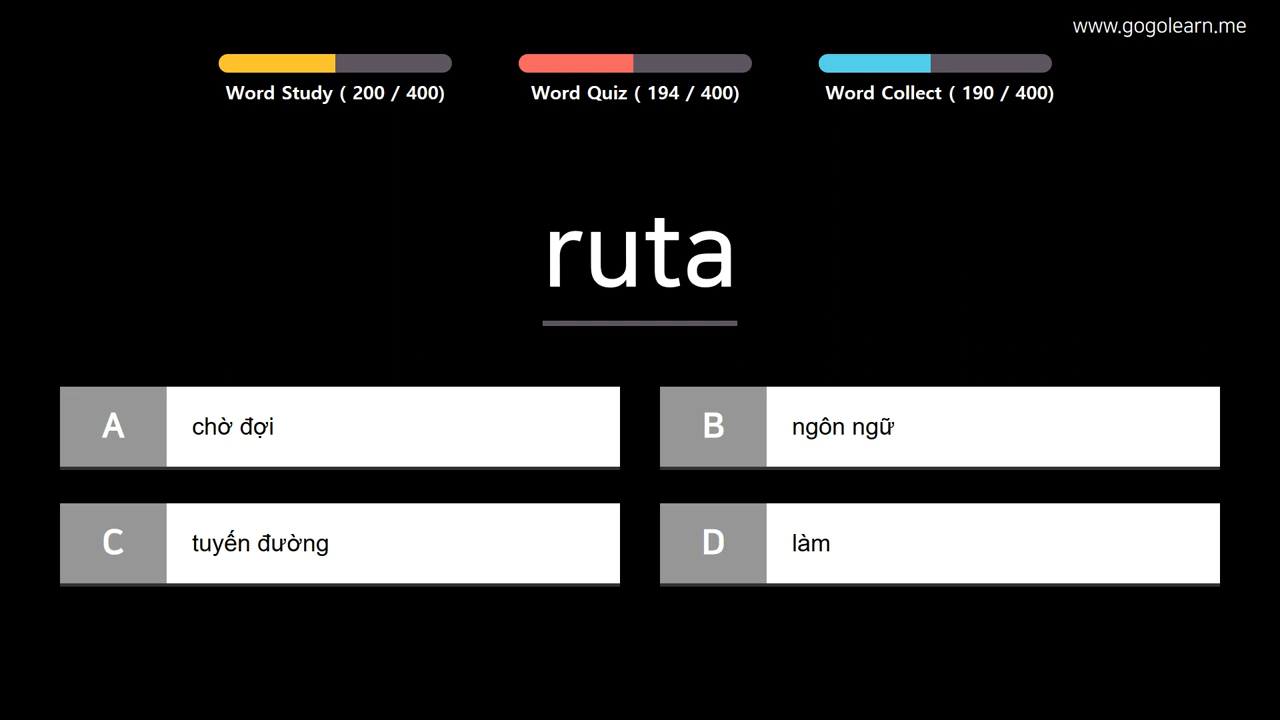 www.gogolearn.me
Word Study ( 200 / 400)
Word Quiz ( 194 / 400)
Word Collect ( 190 / 400)
ruta
A
chờ đợi
B
ngôn ngữ
C
tuyến đường
D
làm